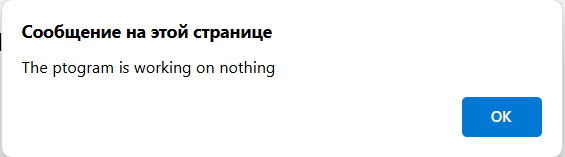 Сообщение на этой странице
The ptogram is working on nothing
OK